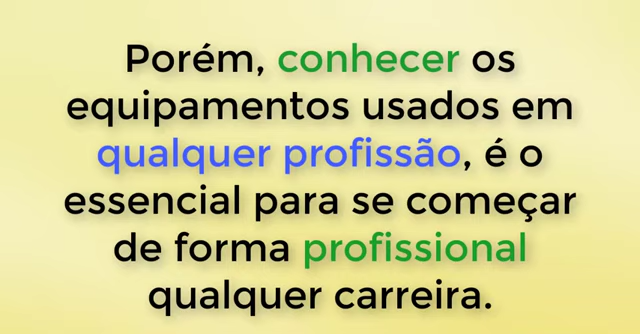 Porém, conhecer os
equipamentos usados em
qualquer profissão, é o
essencial para se começar
de forma profissional
qualquer carreira.